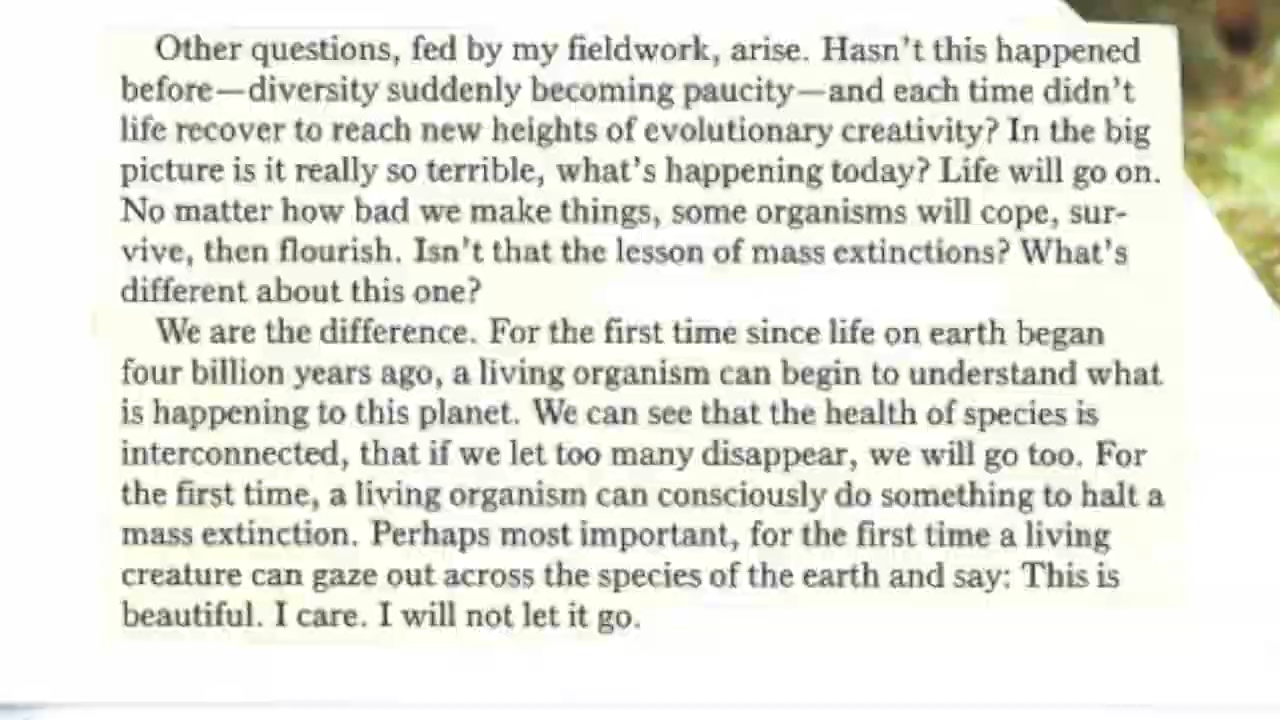 Other questions, fed by my fieldwork, arise. Hasn't this happened
before—diversity suddenly becoming paucity—and each time didn't
life recover to reach new heights of evolutionary creativity? In the big
picture is it really so terrible, what's happening today? Life will go on.
No matter how bad we make things, some organisms will cope, sur-
vive, then flourish. Isn't that the lesson of mass extinctions? What's
different about this one?
We are the difference. For the first time since life on earth began
four billion years ago, a living organism can begin to understand what
is happening to this planet. We can see that the health of species is
interconnected, that if we let too many disappear, we will go too. For
the first time, a living organism can consciously do something to halt a
mass extinction. Perhaps most important, for the first time a living
creature can gaze out across the species of the earth and say: This is
beautiful. I care. I will not let it go.